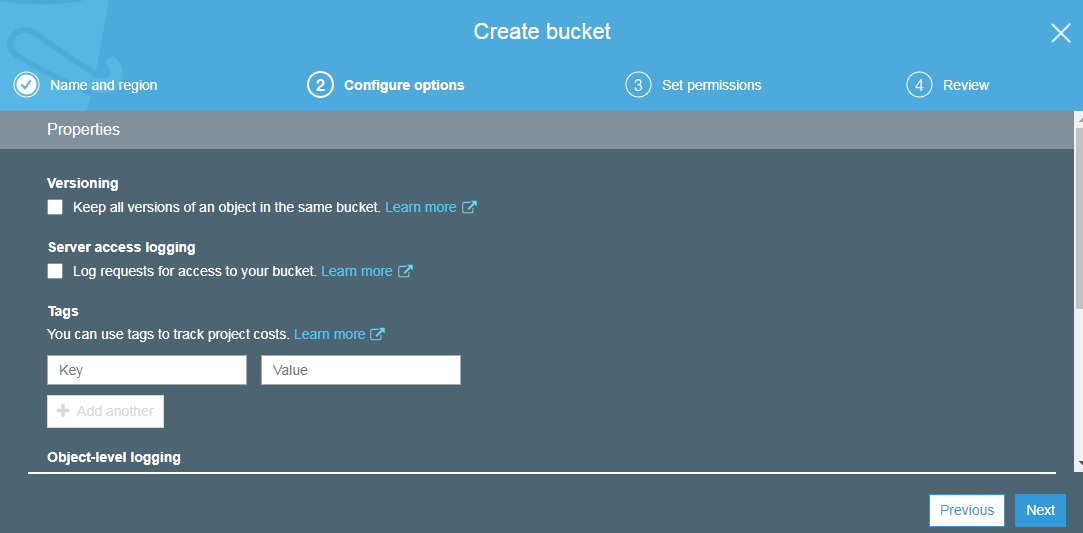 Create bucket
Name and region
2 Configure options
3 Set permissions
4 Review
Properties
Versioning
Keep all versions of an object in the same bucket. Learn more
Server access logging
Log requests for access to your bucket. Learn more
Tags
You can use tags to track project costs. Learn more
Key Value
Add another
Object-level logging
Previous Next